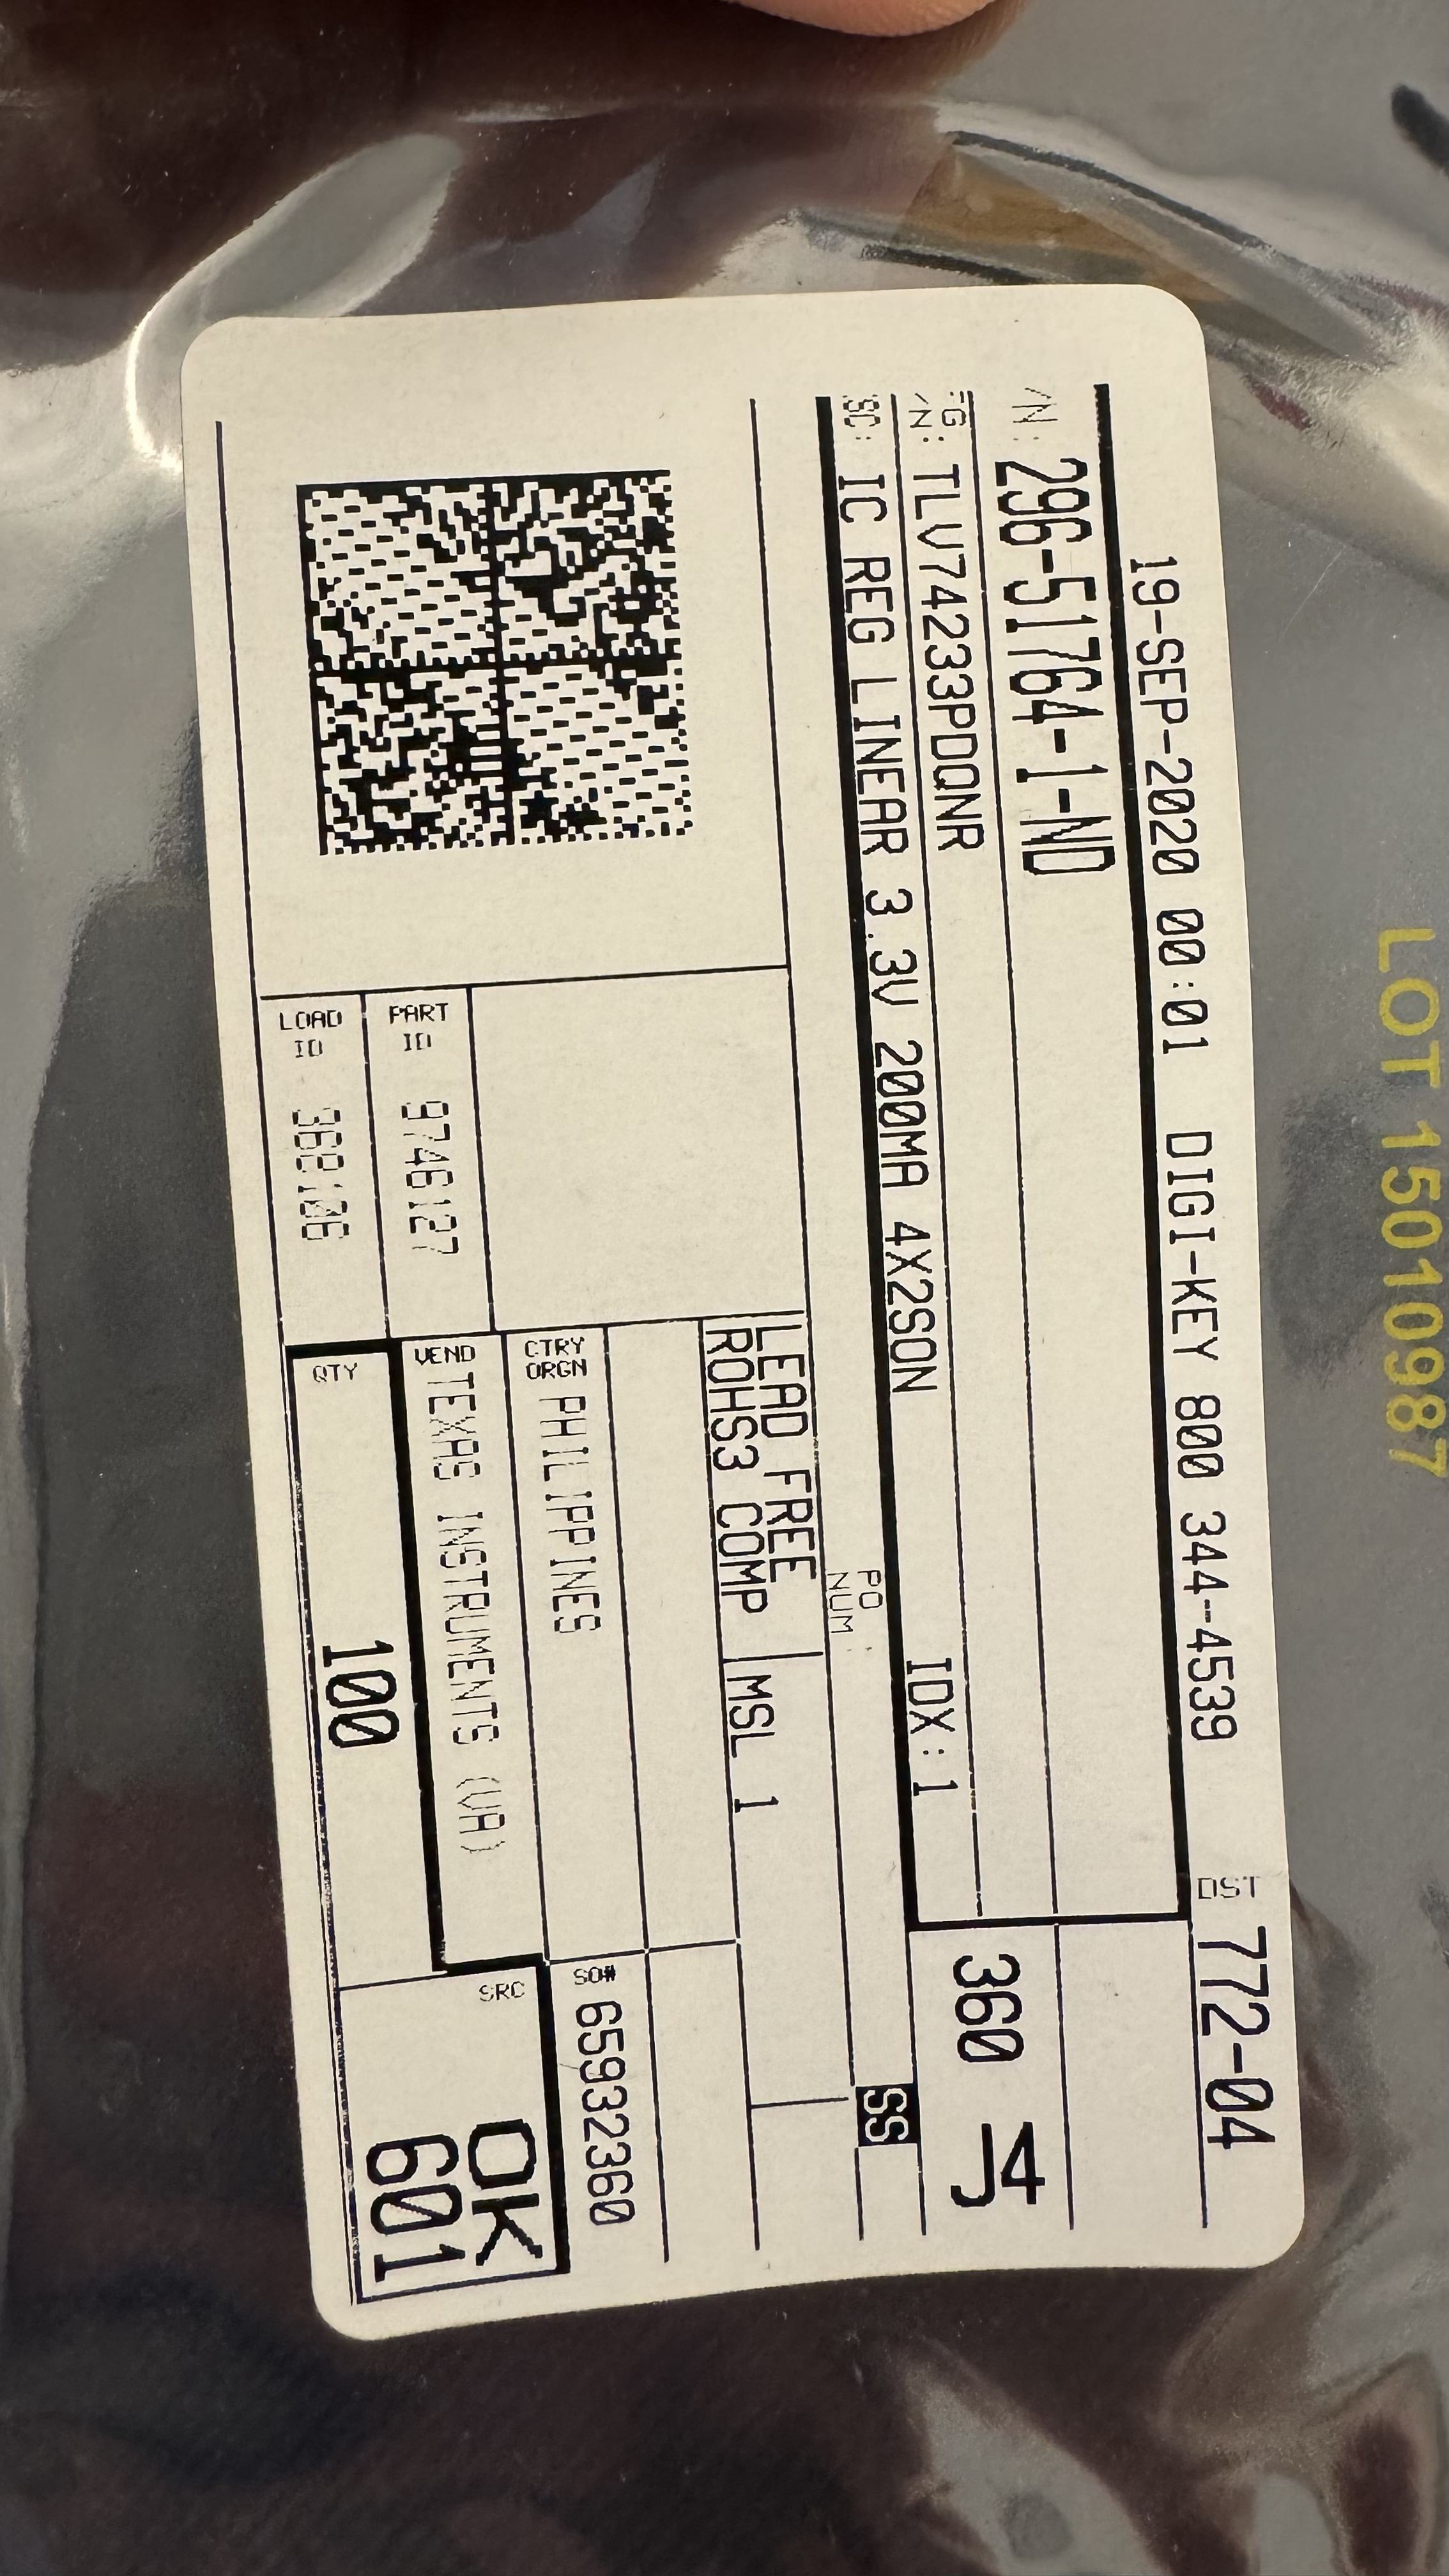 LOT 15010987
19-SEP-2020 00:01 DIGI-KEY 800 344-4539
DST 772-04
/N: 296-51764-1-ND
/N: TLV74233PDQNR
IDX:1
360 J4
SC: IC REG LINEAR 3.3V 200MA 4X2SON
PO NUM:
SS
LEAD FREE
ROHS3 COMP
MSL 1
CTRY ORGN PHILIPPINES
SO# 65932360
PART ID 9746127
VEND TEXAS INSTRUMENTS (VA)
LOAD ID
QTY 100
SRC
OK
601